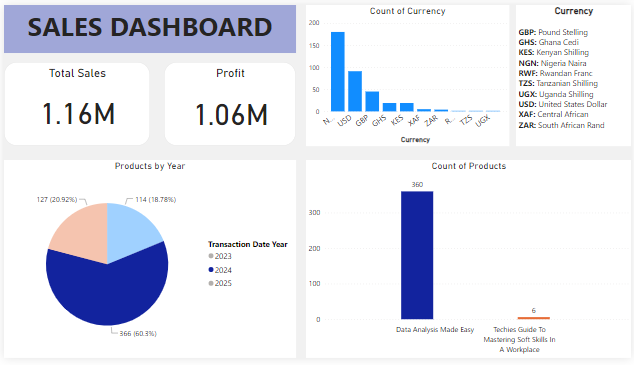 SALES DASHBOARD
Total Sales
1.16M
Profit
1.06M
Count of Currency
200
150
100
50
0
N...
USD
GBP
GHS
KES
XAF
ZAR
R...
TZS
UGX
Currency
Currency
GBP: Pound Stelling
GHS: Ghana Cedi
KES: Kenyan Shilling
NGN: Nigeria Naira
RWF: Rwandan Franc
TZS: Tanzanian Shilling
UGX: Uganda Shilling
USD: United States Dollar
XAF: Central African
ZAR: South African Rand
Products by Year
127 (20.92%)
114 (18.78%)
366 (60.3%)
Transaction Date Year
2023
2024
2025
Count of Products
300
200
100
0
360
6
Data Analysis Made Easy
Techies Guide To
Mastering Soft Skills In
A Workplace